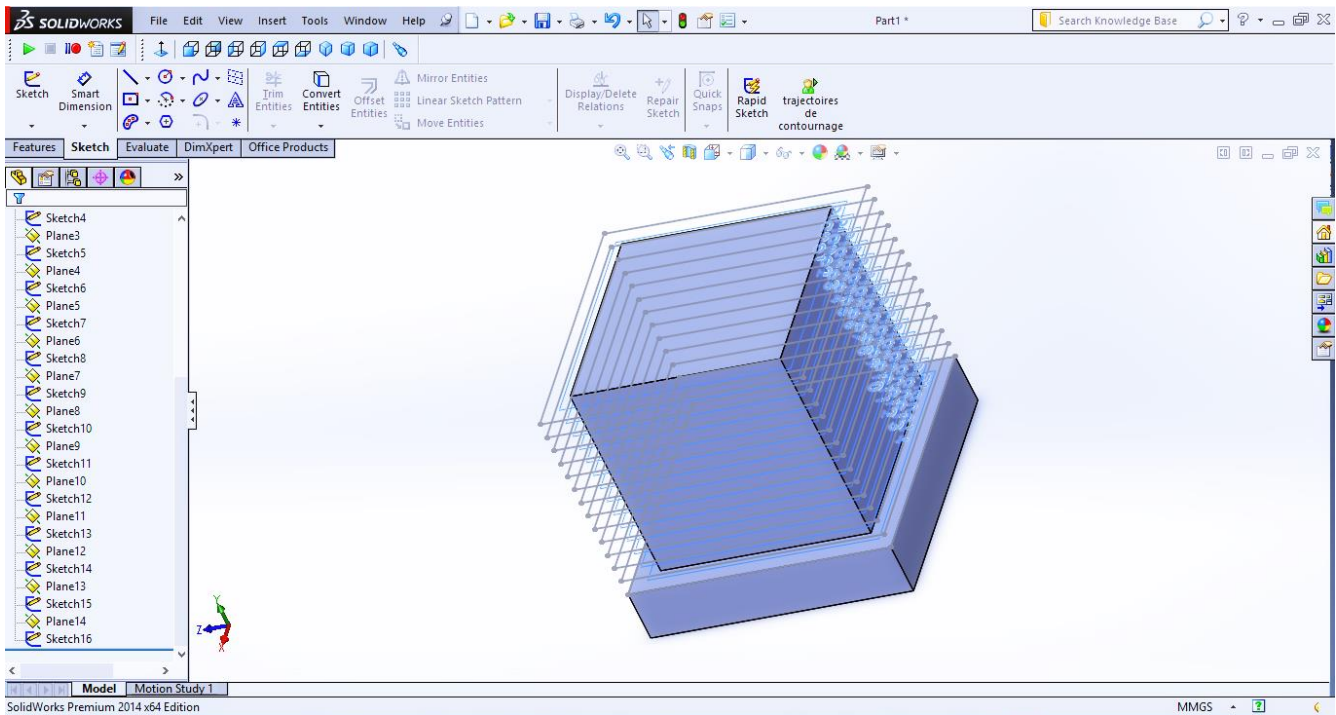 SOLIDWORKS File Edit View Insert Tools Window Help Part1 * Search Knowledge Base
Sketch
Smart Dimension
Trim Entities
Convert Entities
Offset Entities
Mirror Entities
Linear Sketch Pattern
Move Entities
Display/Delete Relations
Repair Sketch
Quick Snaps
Rapid Sketch
trajectoires de contournage
Features Sketch Evaluate DimXpert Office Products
Sketch4
Plane3
Sketch5
Plane4
Sketch6
Plane5
Sketch7
Plane6
Sketch8
Plane7
Sketch9
Plane8
Sketch10
Plane9
Sketch11
Plane10
Sketch12
Plane11
Sketch13
Plane12
Sketch14
Plane13
Sketch15
Plane14
Sketch16
Y
Z
X
Model Motion Study 1
SolidWorks Premium 2014 x64 Edition MMGS